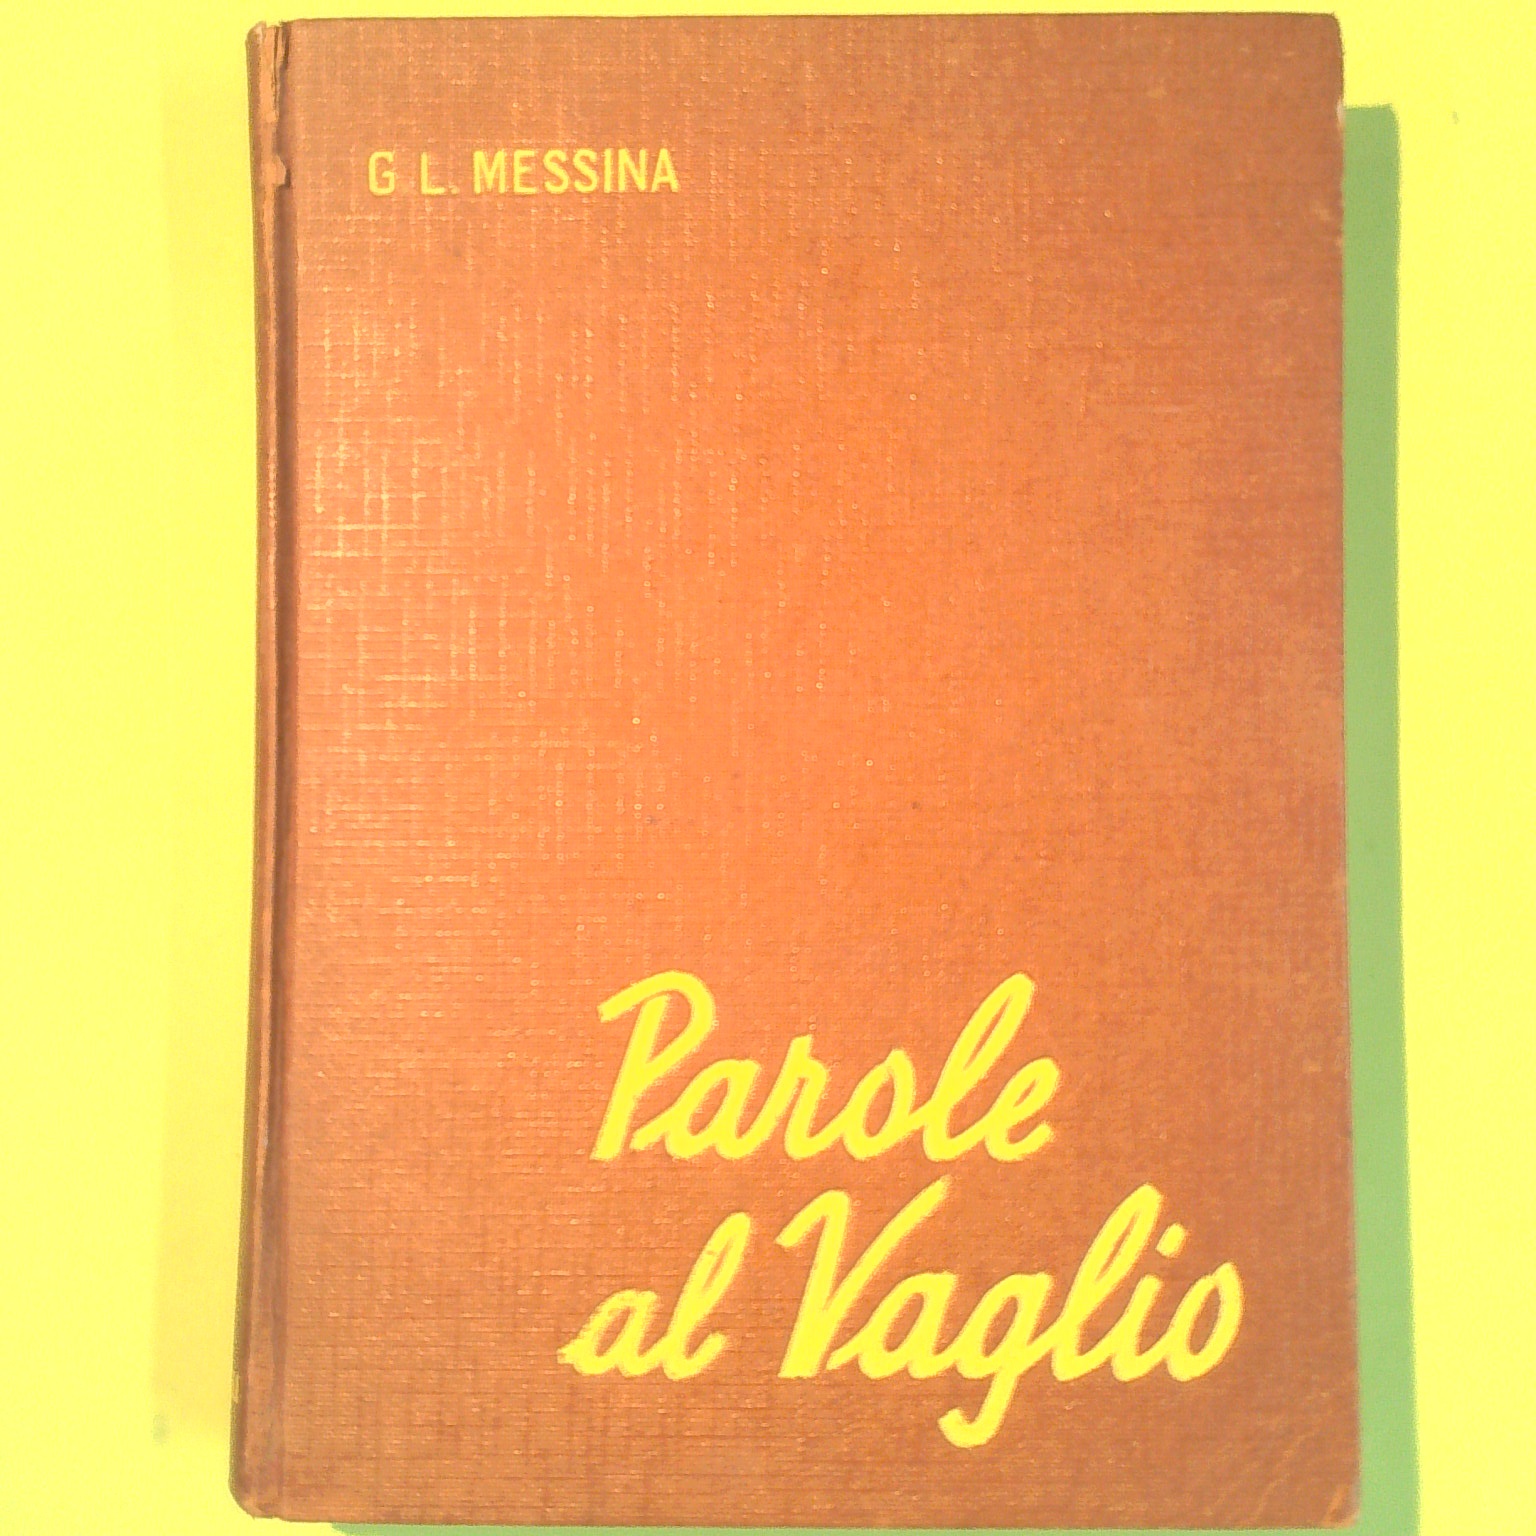 G L. MESSINA
Parole
al Vaglio